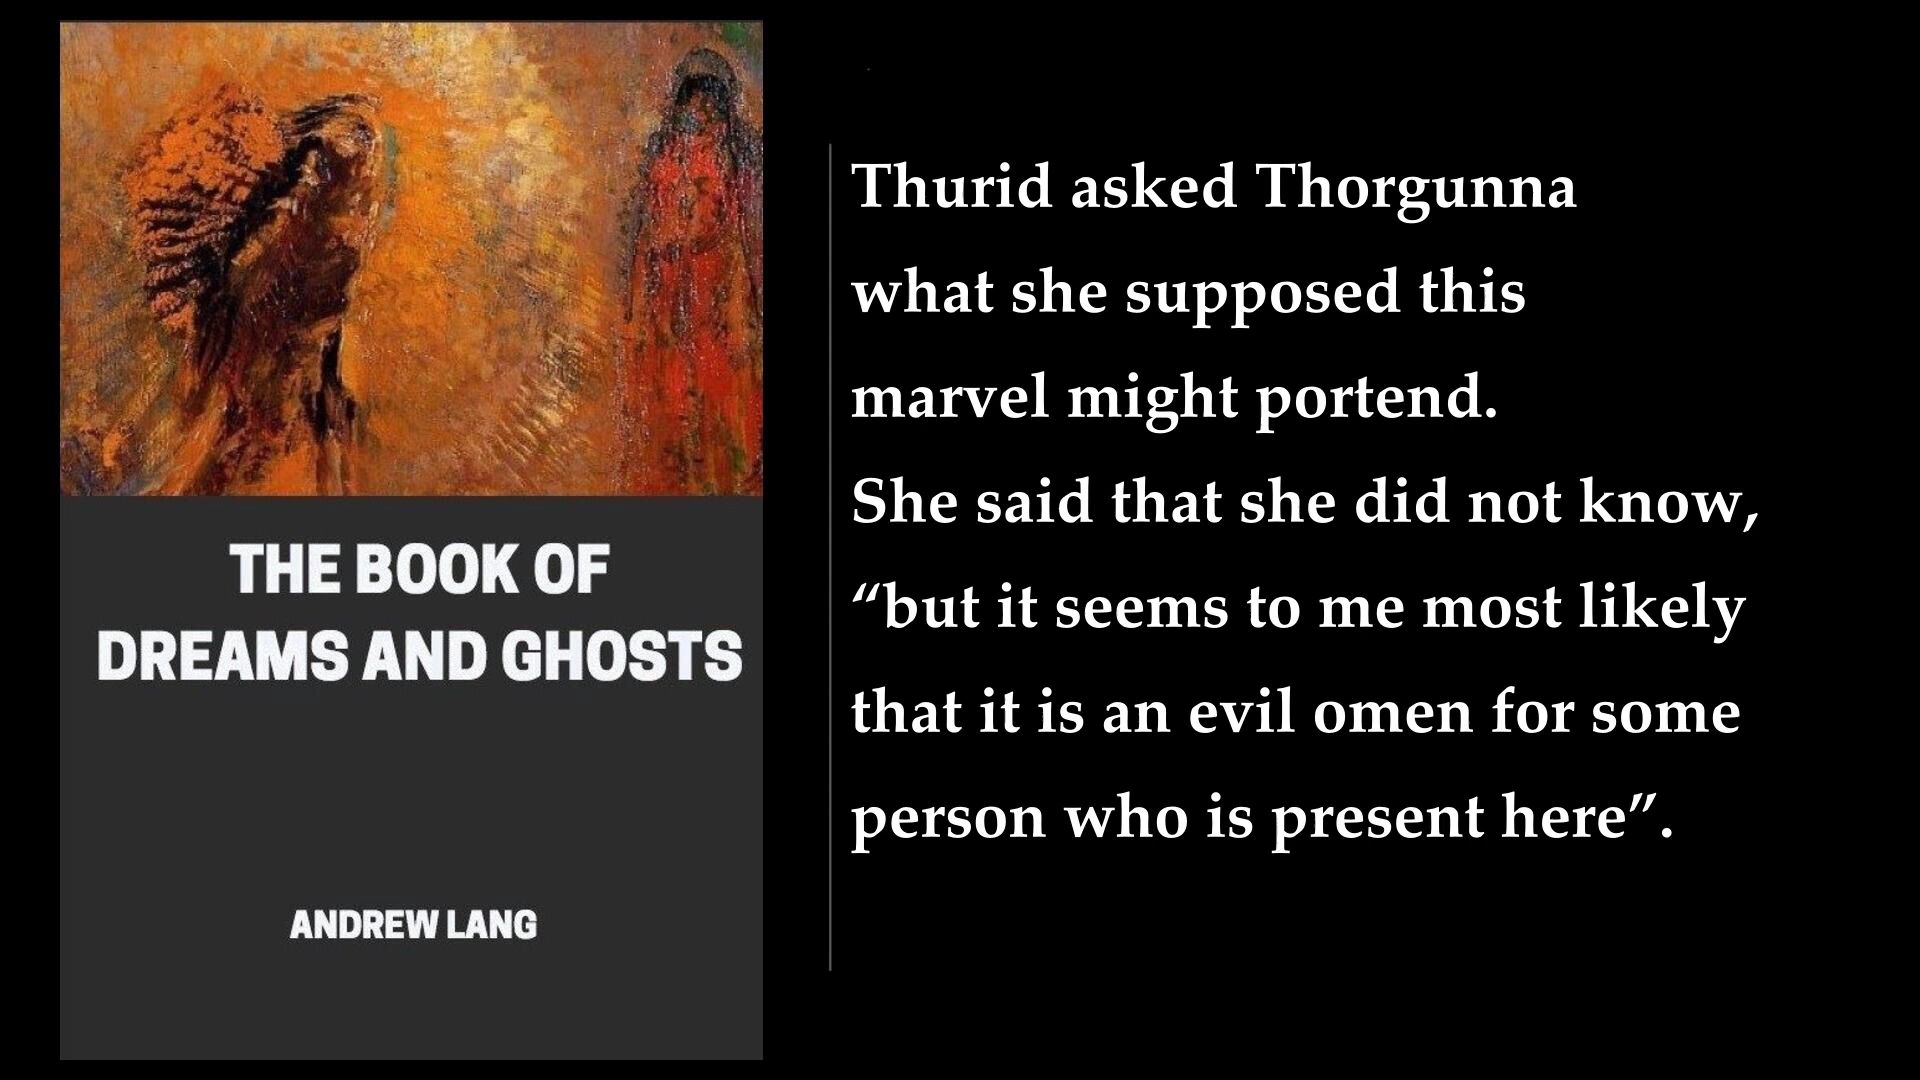 THE BOOK OF
DREAMS AND GHOSTS
ANDREW LANG
Thurid asked Thorgunna
what she supposed this
marvel might portend.
She said that she did not know,
“but it seems to me most likely
that it is an evil omen for some
person who is present here”.